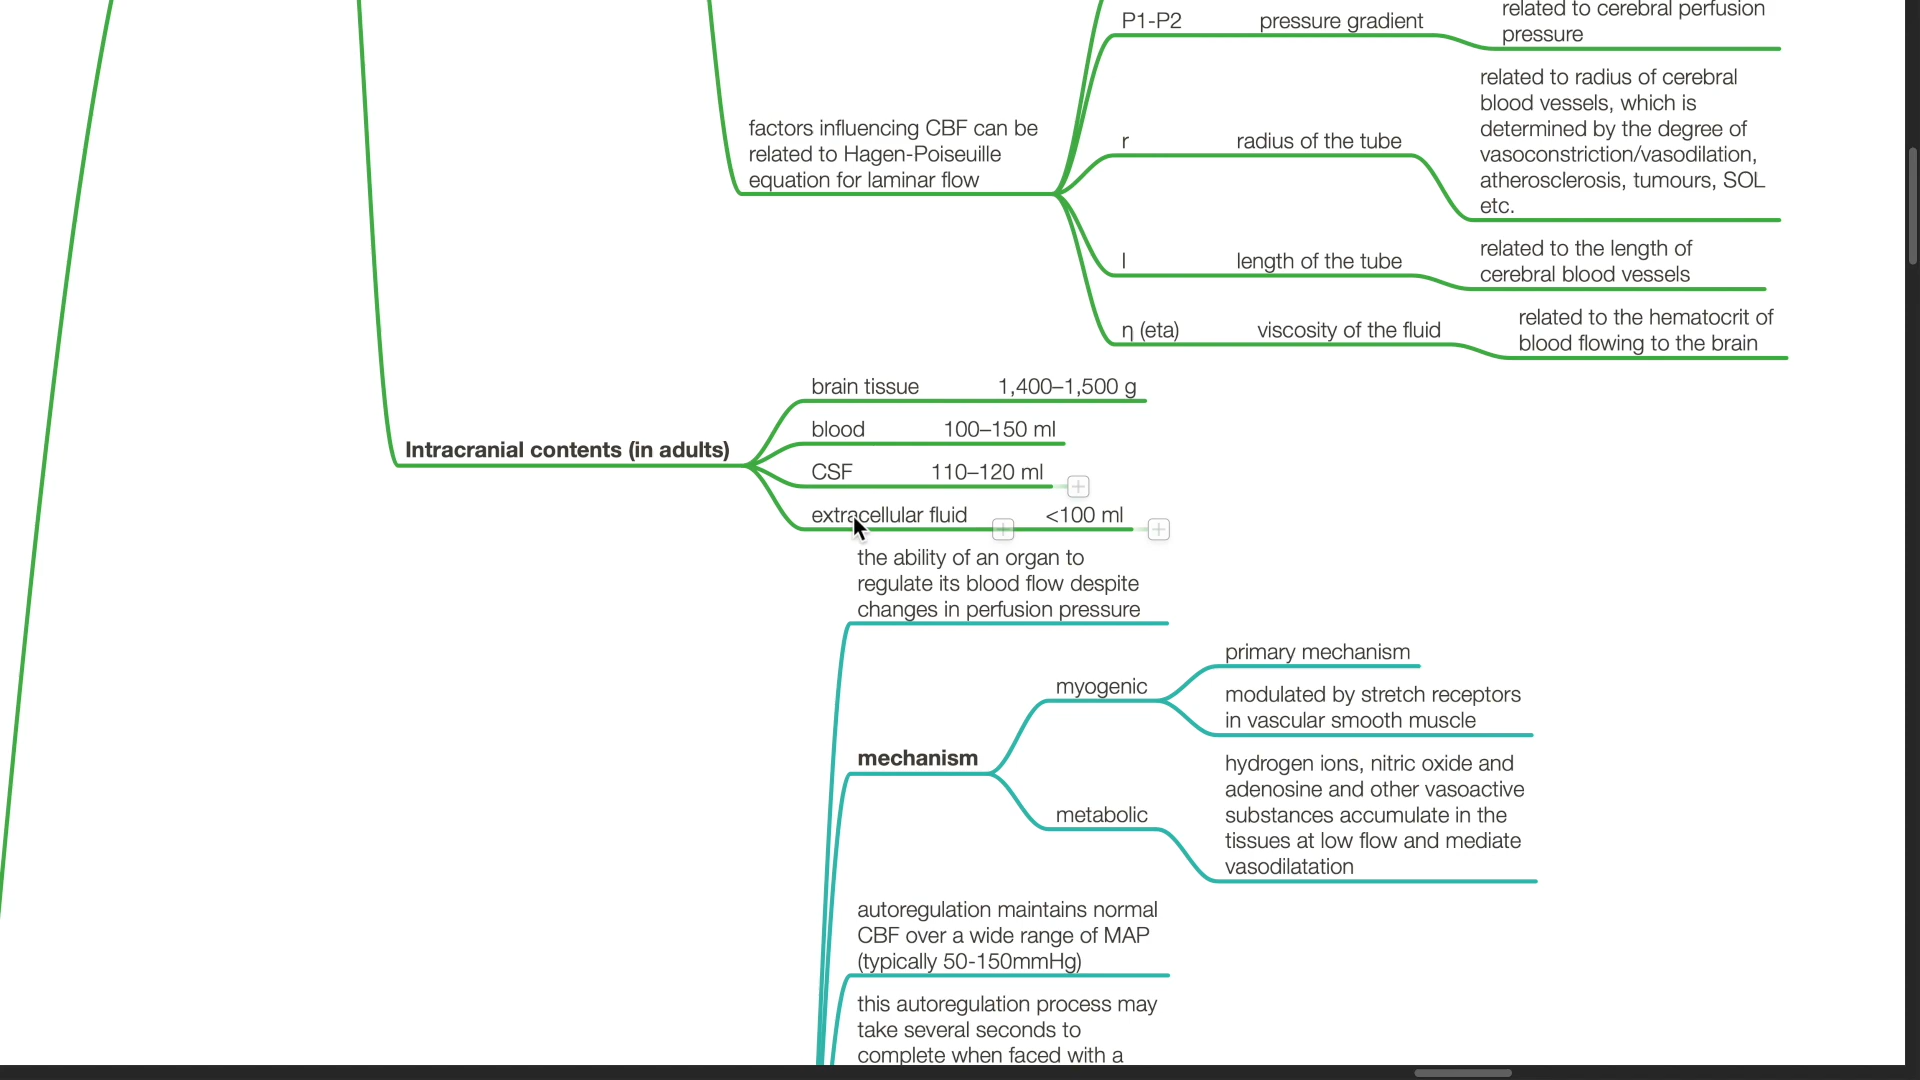 P1-P2 pressure gradient
related to cerebral perfusion
pressure
factors influencing CBF can be
related to Hagen-Poiseuille
equation for laminar flow
r radius of the tube
related to radius of cerebral
blood vessels, which is
determined by the degree of
vasoconstriction/vasodilation,
atherosclerosis, tumours, SOL
etc.
l length of the tube
related to the length of
cerebral blood vessels
η (eta) viscosity of the fluid
related to the hematocrit of
blood flowing to the brain
Intracranial contents (in adults)
brain tissue 1,400–1,500 g
blood 100–150 ml
CSF 110–120 ml
extracellular fluid <100 ml
the ability of an organ to
regulate its blood flow despite
changes in perfusion pressure
mechanism
myogenic
primary mechanism
modulated by stretch receptors
in vascular smooth muscle
metabolic
hydrogen ions, nitric oxide and
adenosine and other vasoactive
substances accumulate in the
tissues at low flow and mediate
vasodilatation
autoregulation maintains normal
CBF over a wide range of MAP
(typically 50-150mmHg)
this autoregulation process may
take several seconds to
complete when faced with a